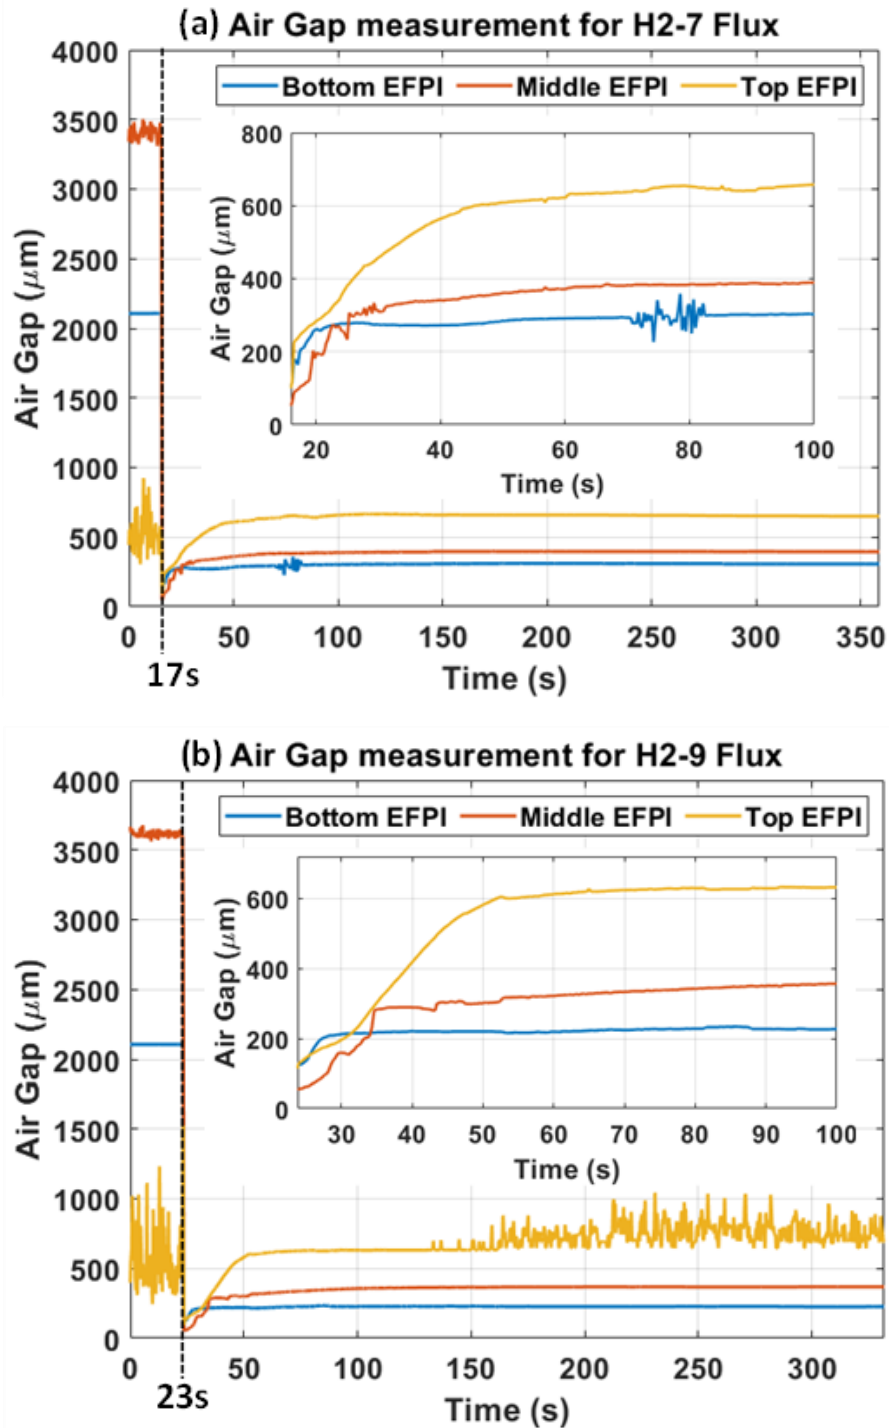 (a) Air Gap measurement for H2-7 Flux
4000
3500
3000
2500
2000
1500
1000
500
0
Air Gap (μm)
Bottom EFPI Middle EFPI Top EFPI
800
600
400
200
0
Air Gap (μm)
20 40 60 80 100
Time (s)
0 50 100 150 200 250 300 350
17s
Time (s)
(b) Air Gap measurement for H2-9 Flux
4000
3500
3000
2500
2000
1500
1000
500
0
Air Gap (μm)
Bottom EFPI Middle EFPI Top EFPI
600
400
200
0
Air Gap (μm)
30 40 50 60 70 80 90 100
Time (s)
0 50 100 150 200 250 300
23s
Time (s)